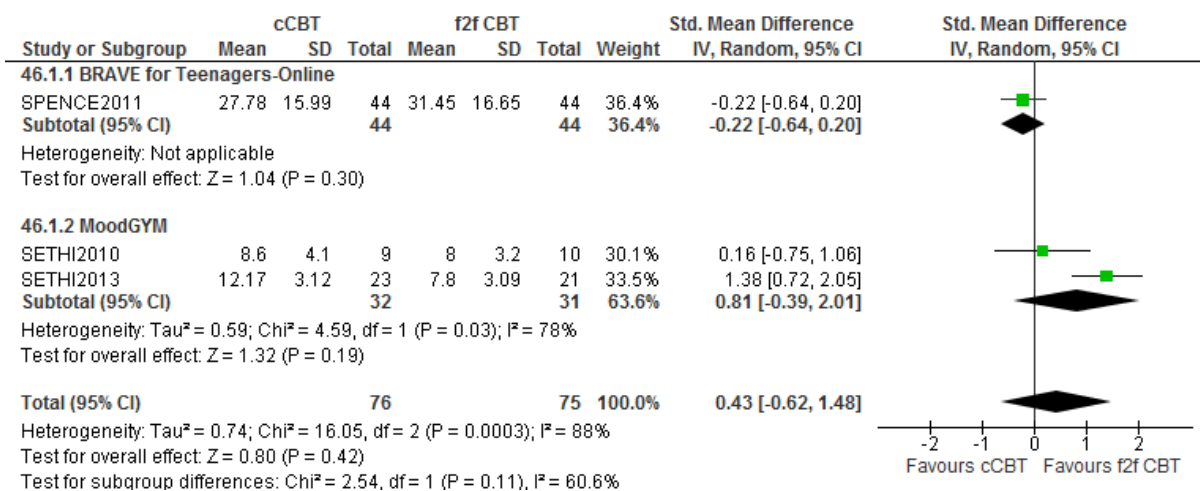 cCBT f2f CBT Std. Mean Difference Std. Mean Difference
Study or Subgroup Mean SD Total Mean SD Total Weight IV, Random, 95% CI IV, Random, 95% CI
46.1.1 BRAVE for Teenagers-Online
SPENCE2011 27.78 15.99 44 31.45 16.65 44 36.4% -0.22 [-0.64, 0.20]
Subtotal (95% CI) 44 44 36.4% -0.22 [-0.64, 0.20]
Heterogeneity: Not applicable
Test for overall effect: Z = 1.04 (P = 0.30)
46.1.2 MoodGYM
SETHI2010 8.6 4.1 9 8 3.2 10 30.1% 0.16 [-0.75, 1.06]
SETHI2013 12.17 3.12 23 7.8 3.09 21 33.5% 1.38 [0.72, 2.05]
Subtotal (95% CI) 32 31 63.6% 0.81 [-0.39, 2.01]
Heterogeneity: Tau² = 0.59; Chi² = 4.59, df = 1 (P = 0.03); I² = 78%
Test for overall effect: Z = 1.32 (P = 0.19)
Total (95% CI) 76 75 100.0% 0.43 [-0.62, 1.48]
Heterogeneity: Tau² = 0.74; Chi² = 16.05, df = 2 (P = 0.0003); I² = 88%
Test for overall effect: Z = 0.80 (P = 0.42)
Test for subgroup differences: Chi² = 2.54, df = 1 (P = 0.11), I² = 60.6%
-2 -1 0 1 2
Favours cCBT Favours f2f CBT